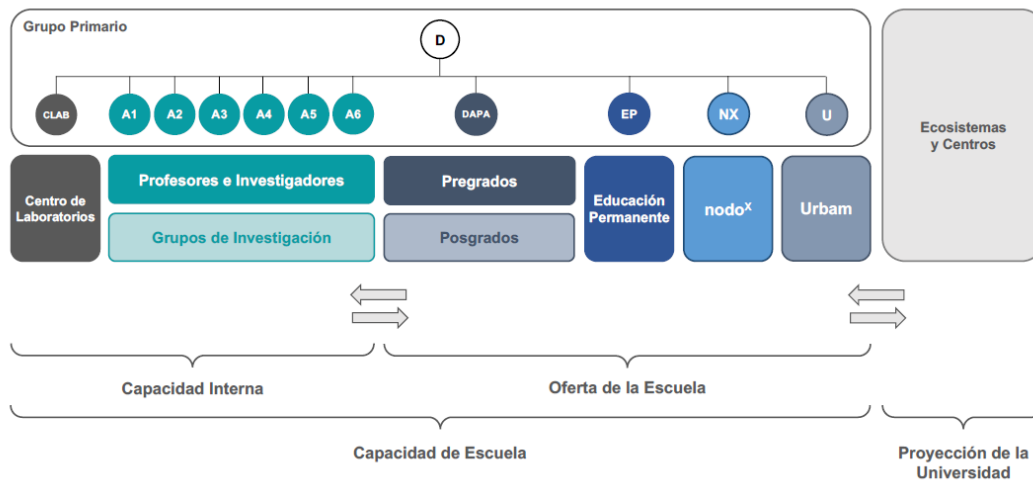 Grupo Primario
D
CLAB
A1
A2
A3
A4
A5
A6
DAPA
EP
NX
U
Centro de
Laboratorios
Profesores e Investigadores
Grupos de Investigación
Pregrados
Posgrados
Educación
Permanente
nodoˣ
Urbam
Ecosistemas
y Centros
Capacidad Interna
Oferta de la Escuela
Capacidad de Escuela
Proyección de la
Universidad